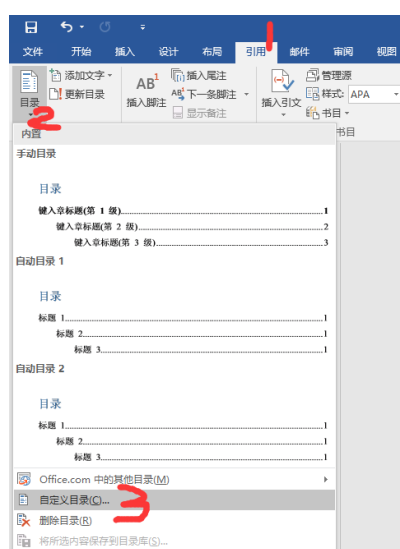 文件 开始 插入 设计 布局 引用 邮件 审阅 视图
目录
添加文字
更新目录
AB¹
插入脚注
插入尾注
下一条脚注
显示备注
插入引文
管理源
样式: APA
书目
书目
1
2
内置
手动目录
目录
键入章标题(第 1 级)...1
键入章标题(第 2 级)...2
键入章标题(第 3 级)...3
自动目录 1
目录
标题 1...1
标题 2...1
标题 3...1
自动目录 2
目录
标题 1...1
标题 2...1
标题 3...1
Office.com 中的其他目录(M)
自定义目录(C)...
3
删除目录(R)
将所选内容保存到目录库(S)...